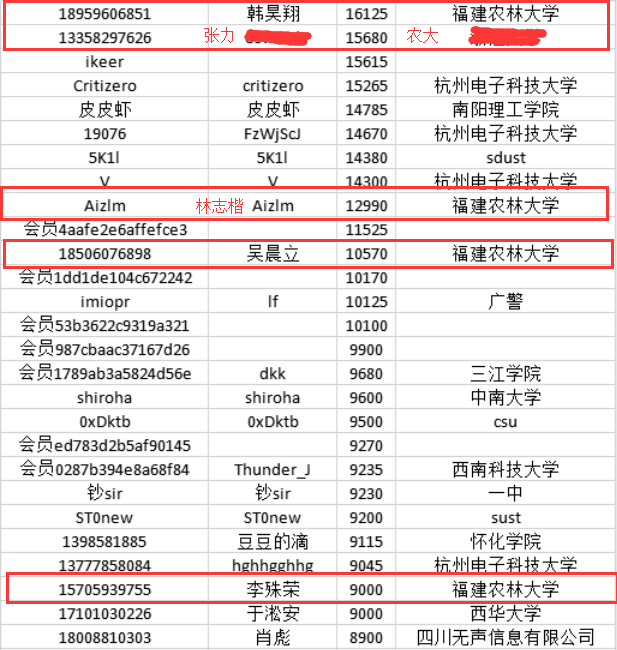 18959606851 韩昊翔 16125 福建农林大学
13358297626 张力 15680 农大
ikeer 15615
Critizero critizero 15265 杭州电子科技大学
皮皮虾 皮皮虾 14785 南阳理工学院
19076 FzWjScJ 14670 杭州电子科技大学
5K1l 5K1l 14380 sdust
V V 14300 杭州电子科技大学
Aizlm 林志楷 Aizlm 12990 福建农林大学
会员4aafe2e6affefce3 11525
18506076898 吴晨立 10570 福建农林大学
会员1dd1de104c672242 10170
imiopr lf 10125 广警
会员53b3622c9319a321 10100
会员987cbaac37167d26 9900
会员1789ab3a5824d56e dkk 9680 三江学院
shiroha shiroha 9600 中南大学
0xDktb 0xDktb 9500 csu
会员ed783d2b5af90145 9270
会员0287b394e8a68f84 Thunder_J 9235 西南科技大学
钞sir 钞sir 9230 一中
ST0new ST0new 9200 sust
1398581885 豆豆的滴 9115 怀化学院
13777858084 hghhgghhg 9045 杭州电子科技大学
15705939755 李殊荣 9000 福建农林大学
17101030226 于淞安 9000 西华大学
18008810303 肖彪 8900 四川无声信息有限公司